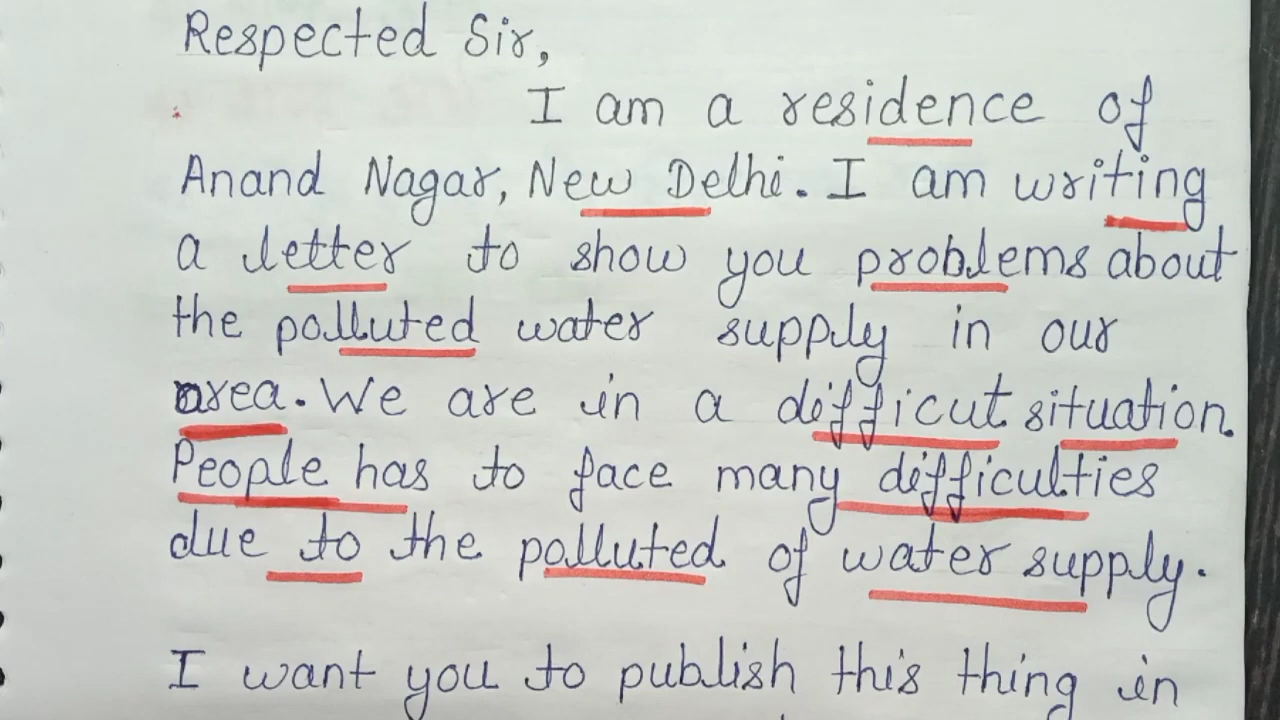 Respected Sir,
I am a residence of
Anand Nagar, New Delhi. I am writing
a letter to show you problems about
the polluted water supply in our
area. We are in a difficut situation.
People has to face many difficulties
due to the polluted of water supply.
I want you to publish this thing in